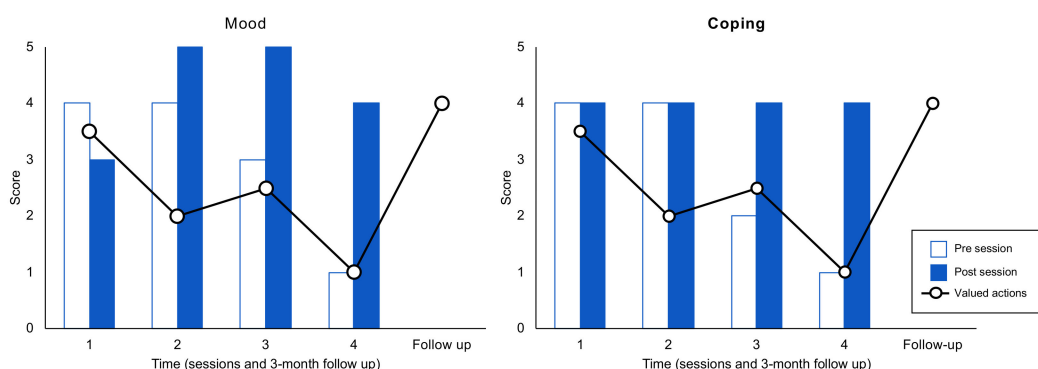 Mood
5
4
3
2
1
0
Score
1 2 3 4 Follow up
Time (sessions and 3-month follow up)
Coping
5
4
3
2
1
0
Score
1 2 3 4 Follow-up
Time (sessions and 3-month follow up)
Pre session
Post session
Valued actions